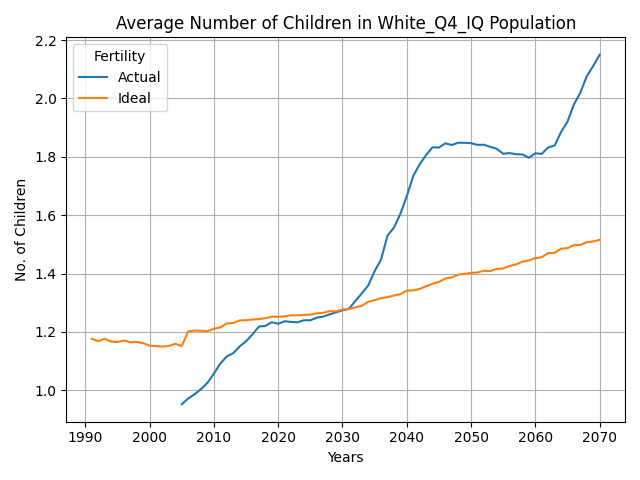 Average Number of Children in White_Q4_IQ Population
Fertility
Actual
Ideal
No. of Children
2.2
2.0
1.8
1.6
1.4
1.2
1.0
1990 2000 2010 2020 2030 2040 2050 2060 2070
Years